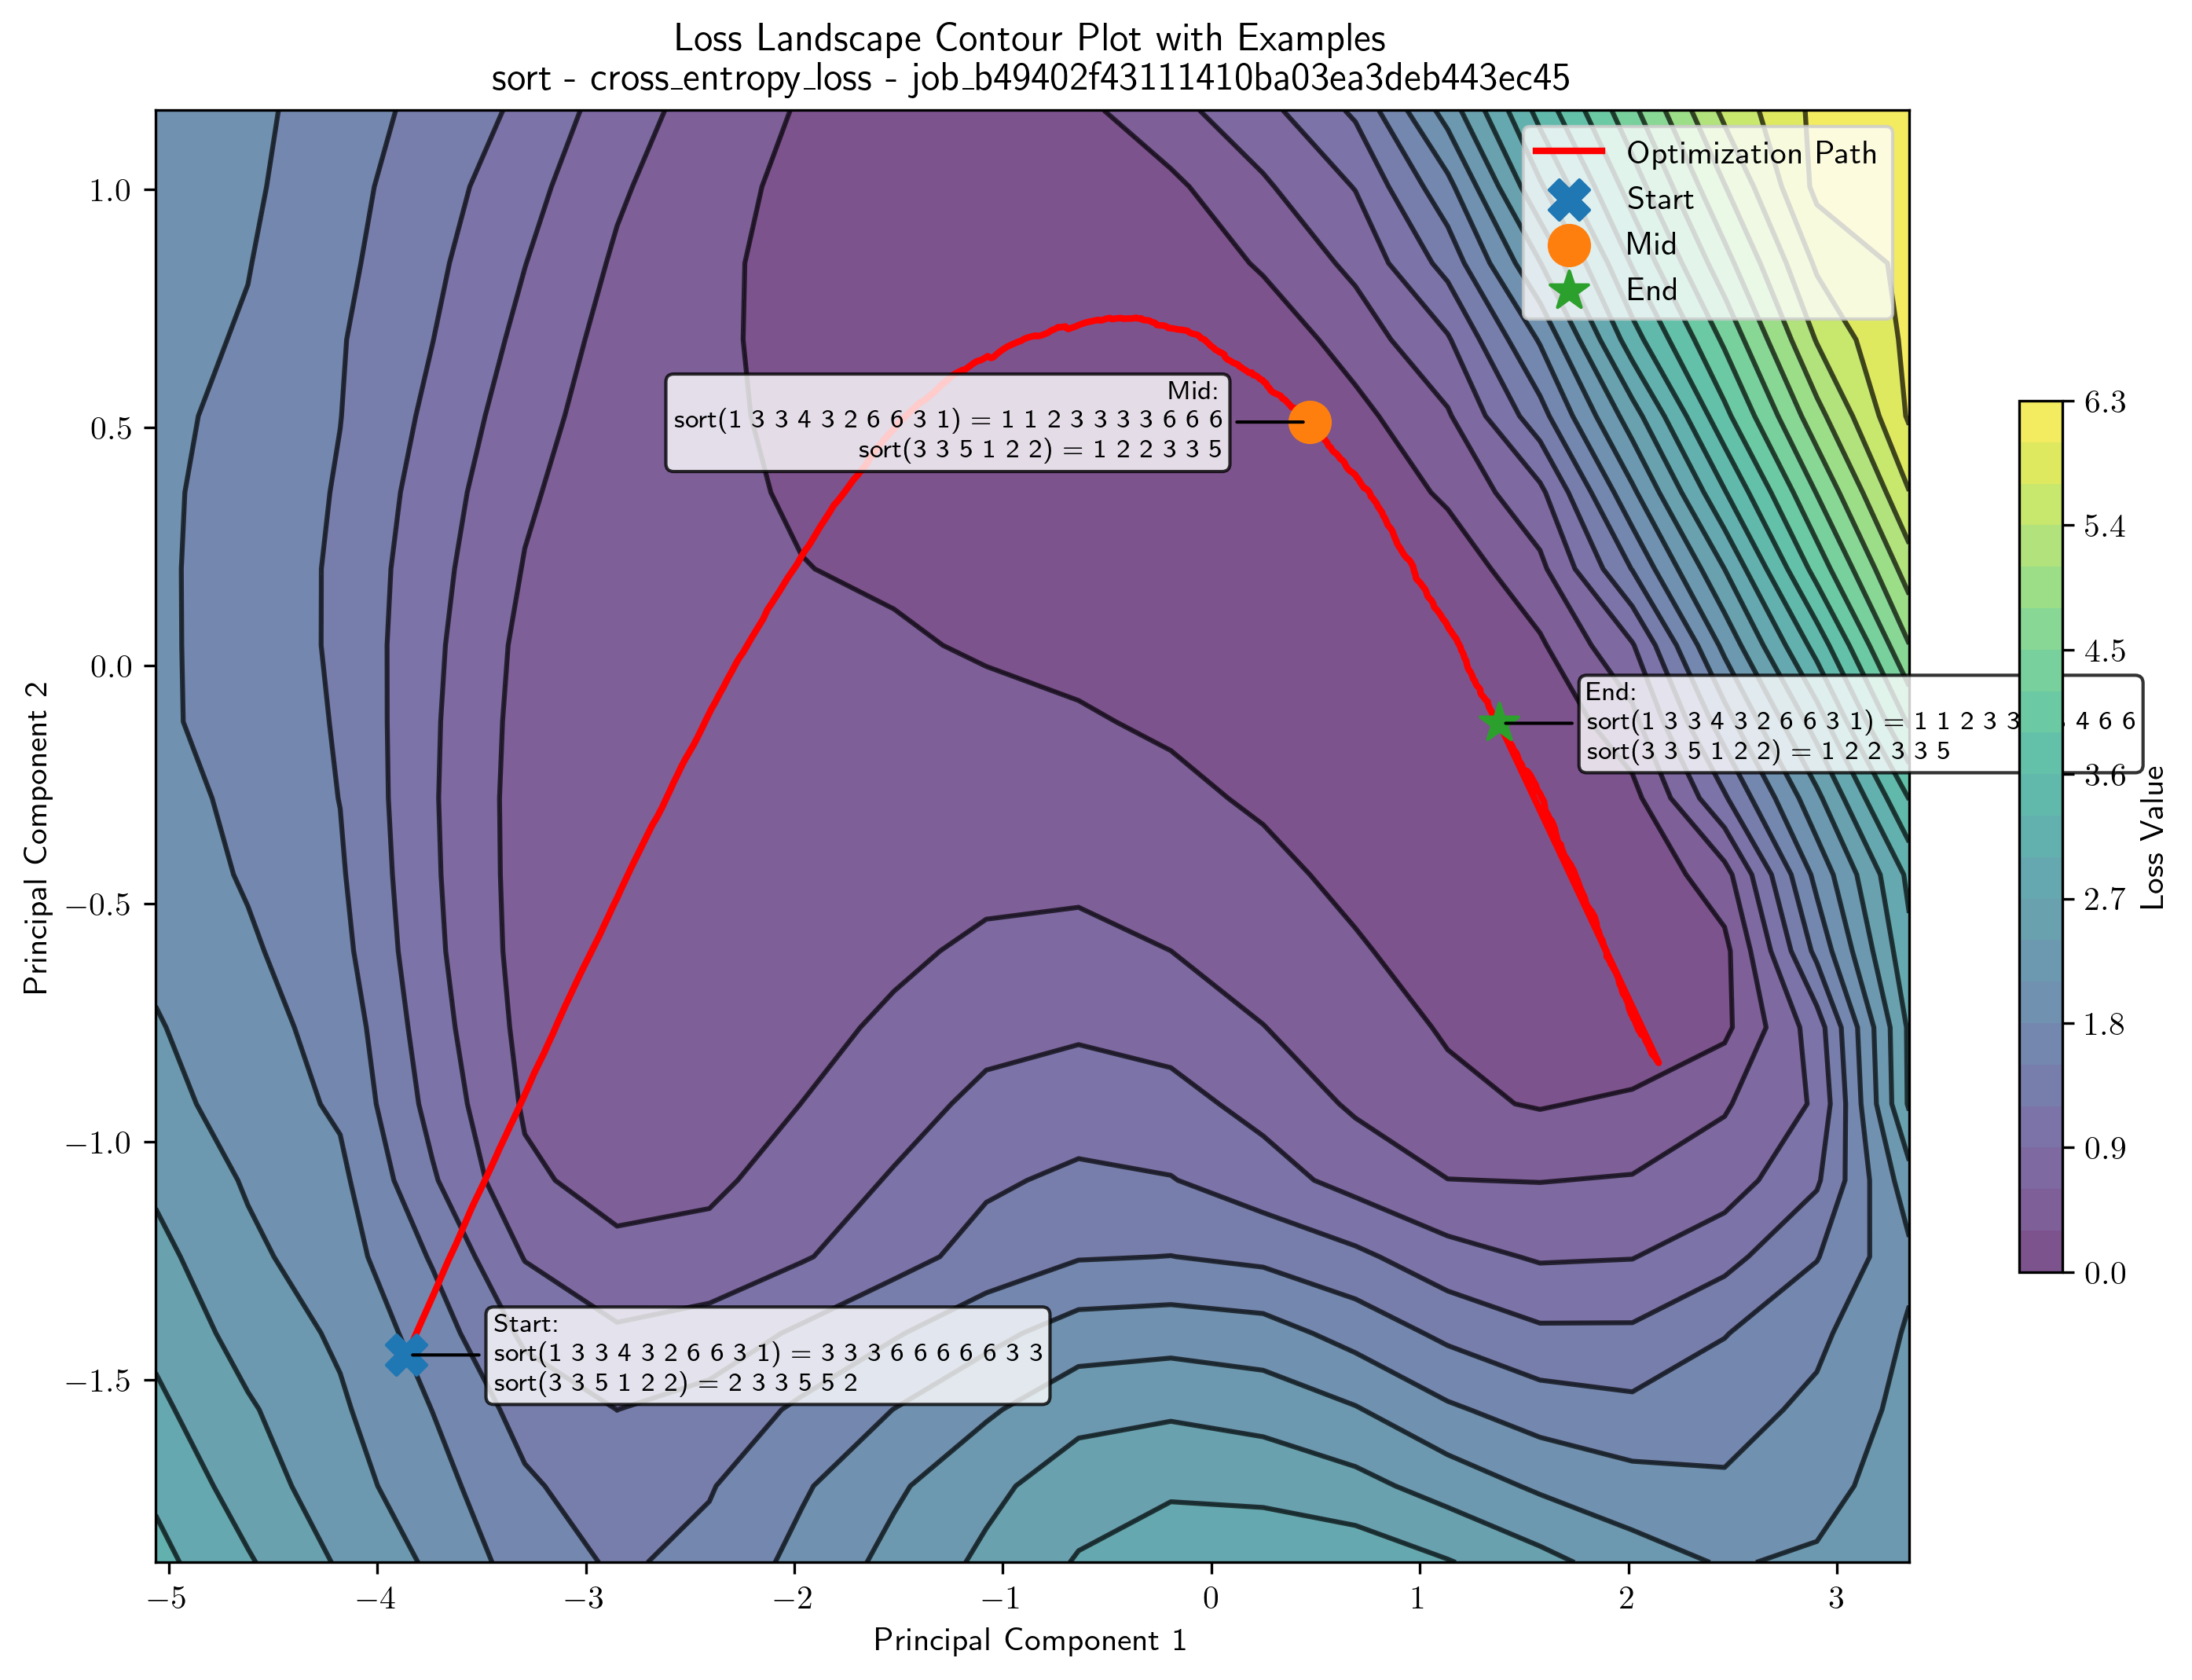 Loss Landscape Contour Plot with Examples
sort - cross_entropy_loss - job_b49402f43111410ba03ea3deb443ec45
Optimization Path
Start
Mid
End
Mid:
sort(1 3 3 4 3 2 6 6 3 1) = 1 1 2 3 3 3 3 6 6 6
sort(3 3 5 1 2 2) = 1 2 2 3 3 5
End:
sort(1 3 3 4 3 2 6 6 3 1) = 1 1 2 3 3 4 6 6
sort(3 3 5 1 2 2) = 1 2 2 3 3 5
Start:
sort(1 3 3 4 3 2 6 6 3 1) = 3 3 3 6 6 6 6 6 3 3
sort(3 3 5 1 2 2) = 2 3 3 5 5 2
1.0
0.5
0.0
−0.5
−1.0
−1.5
Principal Component 2
−5
−4
−3
−2
−1
0
1
2
3
Principal Component 1
6.3
5.4
4.5
3.6
2.7
1.8
0.9
0.0
Loss Value